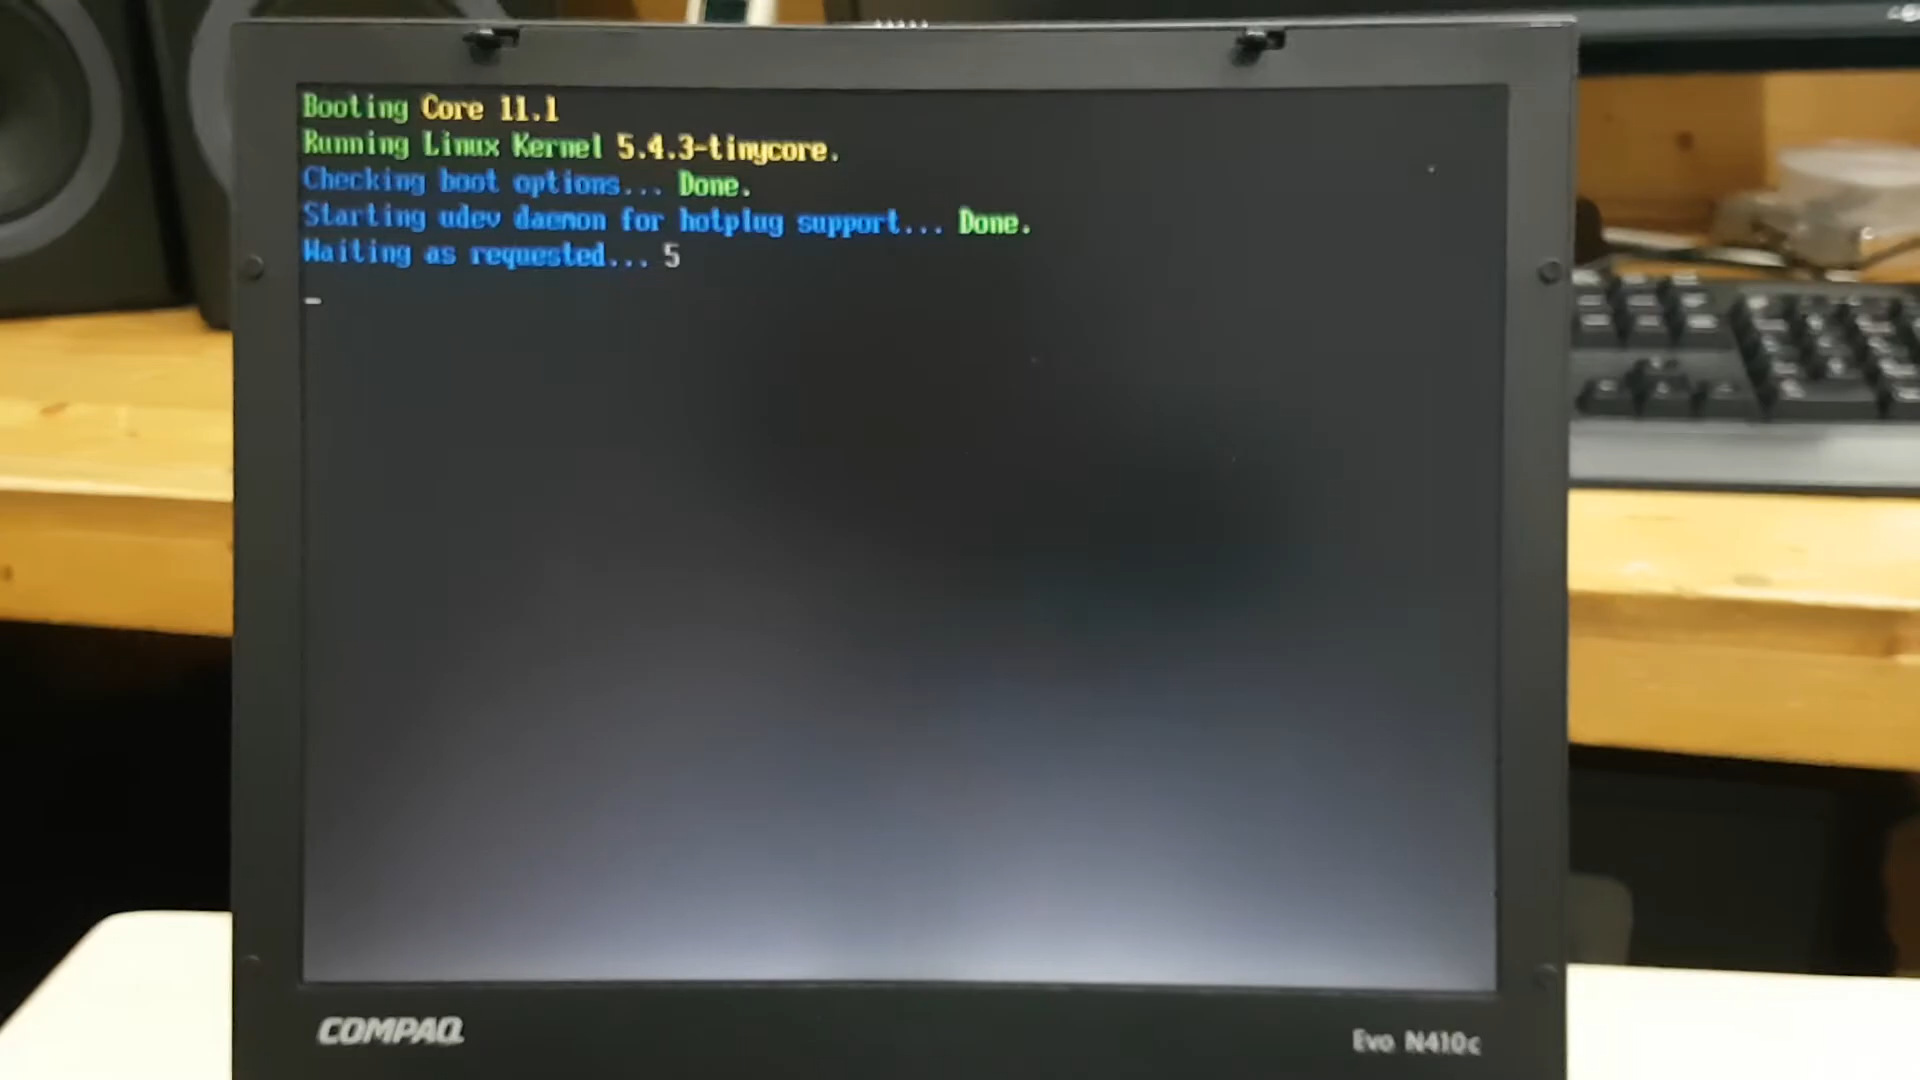 Booting Core 11.1
Running Linux Kernel 5.4.3-tinycore.
Checking boot options... Done.
Starting udev daemon for hotplug support... Done.
Waiting as requested... 5
COMPAQ
Evo N410c